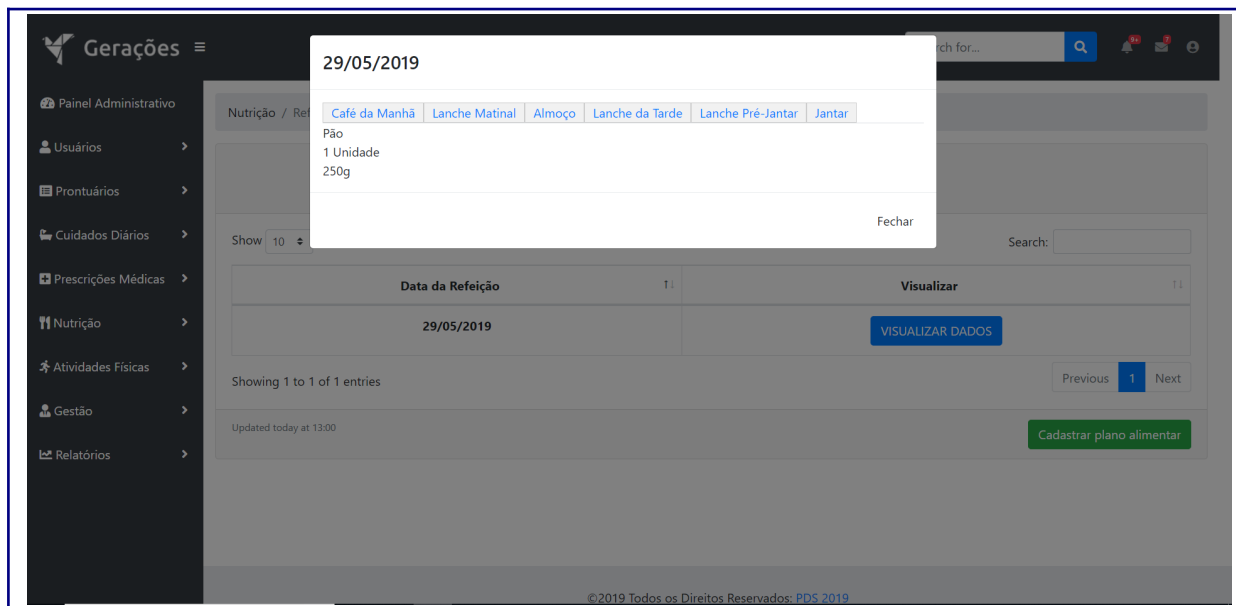 Gerações
rch for...
9+
7
29/05/2019
Painel Administrativo
Nutrição / Ref
Café da Manhã Lanche Matinal Almoço Lanche da Tarde Lanche Pré-Jantar Jantar
Pão
1 Unidade
250g
Fechar
Usuários
Prontuários
Cuidados Diários
Prescrições Médicas
Nutrição
Atividades Físicas
Gestão
Relatórios
Show 10
Search:
Data da Refeição Visualizar
29/05/2019 VISUALIZAR DADOS
Showing 1 to 1 of 1 entries
Previous 1 Next
Updated today at 13:00
Cadastrar plano alimentar
©2019 Todos os Direitos Reservados: PDS 2019